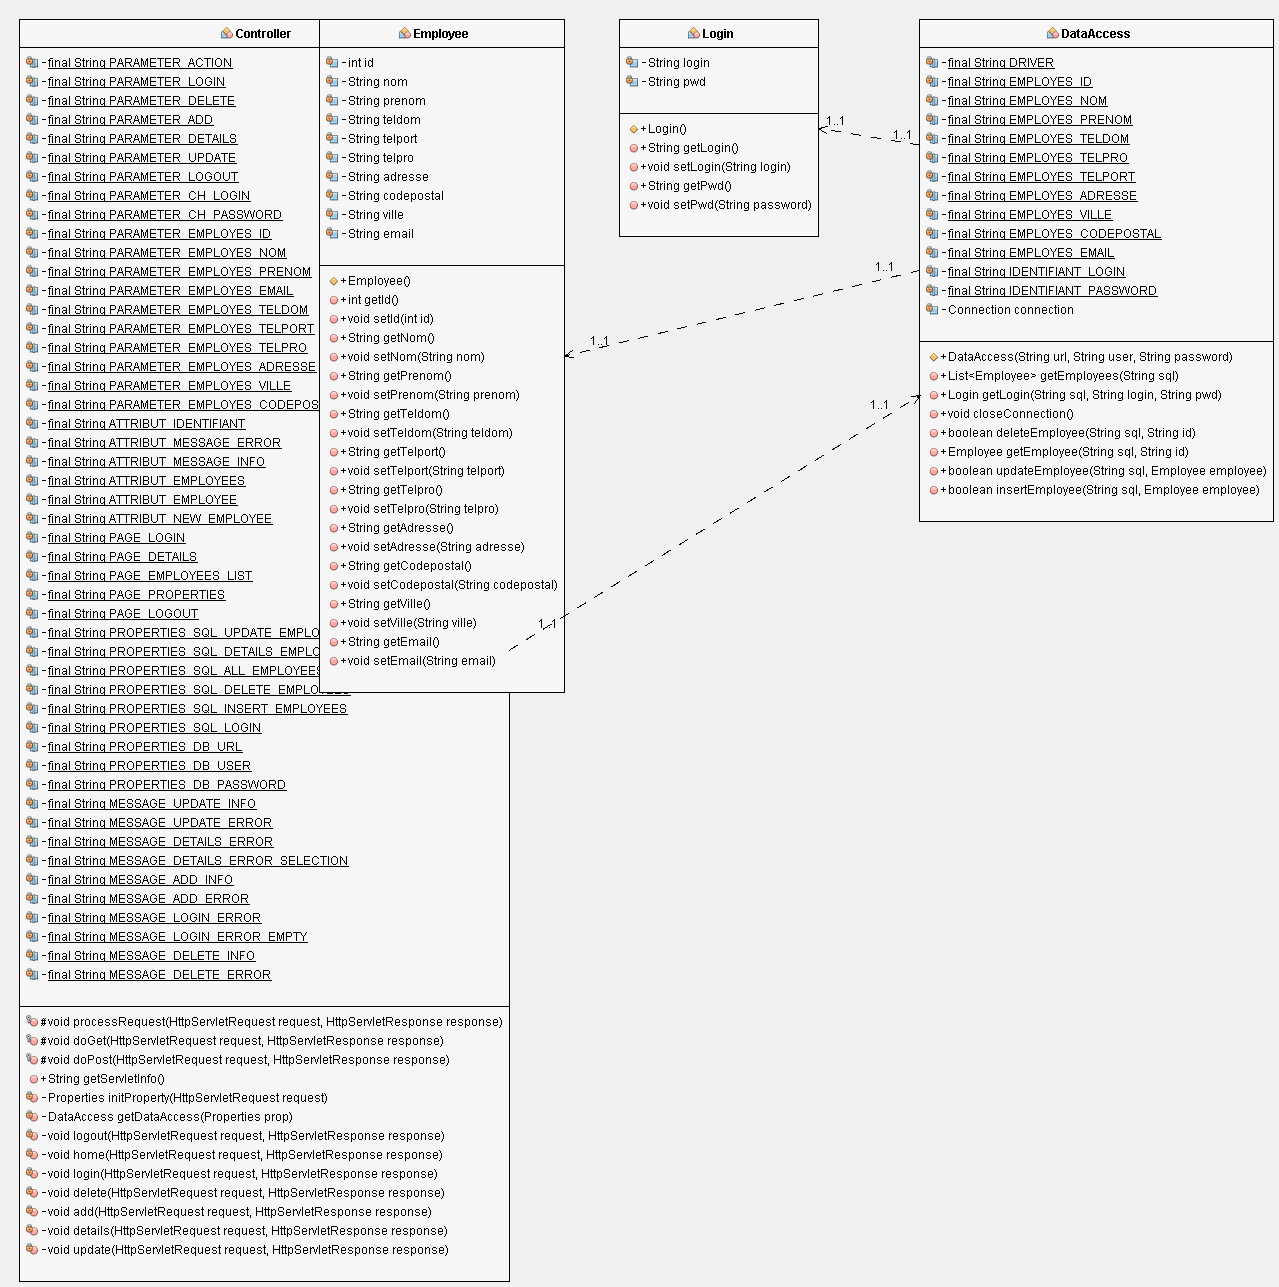 Controller
- final String PARAMETER_ACTION
- final String PARAMETER_LOGIN
- final String PARAMETER_DELETE
- final String PARAMETER_ADD
- final String PARAMETER_DETAILS
- final String PARAMETER_UPDATE
- final String PARAMETER_LOGOUT
- final String PARAMETER_CH_LOGIN
- final String PARAMETER_CH_PASSWORD
- final String PARAMETER_EMPLOYES_ID
- final String PARAMETER_EMPLOYES_NOM
- final String PARAMETER_EMPLOYES_PRENOM
- final String PARAMETER_EMPLOYES_EMAIL
- final String PARAMETER_EMPLOYES_TELDOM
- final String PARAMETER_EMPLOYES_TELPORT
- final String PARAMETER_EMPLOYES_TELPRO
- final String PARAMETER_EMPLOYES_ADRESSE
- final String PARAMETER_EMPLOYES_VILLE
- final String PARAMETER_EMPLOYES_CODEPOS
- final String ATTRIBUT_IDENTIFIANT
- final String ATTRIBUT_MESSAGE_ERROR
- final String ATTRIBUT_MESSAGE_INFO
- final String ATTRIBUT_EMPLOYEES
- final String ATTRIBUT_EMPLOYEE
- final String ATTRIBUT_NEW_EMPLOYEE
- final String PAGE_LOGIN
- final String PAGE_DETAILS
- final String PAGE_EMPLOYEES_LIST
- final String PAGE_PROPERTIES
- final String PAGE_LOGOUT
- final String PROPERTIES_SQL_UPDATE_EMPLO
- final String PROPERTIES_SQL_DETAILS_EMPLO
- final String PROPERTIES_SQL_ALL_EMPLOYEES
- final String PROPERTIES_SQL_DELETE_EMPLOYEES
- final String PROPERTIES_SQL_INSERT_EMPLOYEES
- final String PROPERTIES_SQL_LOGIN
- final String PROPERTIES_DB_URL
- final String PROPERTIES_DB_USER
- final String PROPERTIES_DB_PASSWORD
- final String MESSAGE_UPDATE_INFO
- final String MESSAGE_UPDATE_ERROR
- final String MESSAGE_DETAILS_ERROR
- final String MESSAGE_DETAILS_ERROR_SELECTION
- final String MESSAGE_ADD_INFO
- final String MESSAGE_ADD_ERROR
- final String MESSAGE_LOGIN_ERROR
- final String MESSAGE_LOGIN_ERROR_EMPTY
- final String MESSAGE_DELETE_INFO
- final String MESSAGE_DELETE_ERROR
#void processRequest(HttpServletRequest request, HttpServletResponse response)
#void doGet(HttpServletRequest request, HttpServletResponse response)
#void doPost(HttpServletRequest request, HttpServletResponse response)
+String getServletInfo()
- Properties initProperty(HttpServletRequest request)
- DataAccess getDataAccess(Properties prop)
- void logout(HttpServletRequest request, HttpServletResponse response)
- void home(HttpServletRequest request, HttpServletResponse response)
- void login(HttpServletRequest request, HttpServletResponse response)
- void delete(HttpServletRequest request, HttpServletResponse response)
- void add(HttpServletRequest request, HttpServletResponse response)
- void details(HttpServletRequest request, HttpServletResponse response)
- void update(HttpServletRequest request, HttpServletResponse response)
Employee
- int id
- String nom
- String prenom
- String teldom
- String telport
- String telpro
- String adresse
- String codepostal
- String ville
- String email
+Employee()
+int getId()
+void setId(int id)
+String getNom()
+void setNom(String nom)
+String getPrenom()
+void setPrenom(String prenom)
+String getTeldom()
+void setTeldom(String teldom)
+String getTelport()
+void setTelport(String telport)
+String getTelpro()
+void setTelpro(String telpro)
+String getAdresse()
+void setAdresse(String adresse)
+String getCodepostal()
+void setCodepostal(String codepostal)
+String getVille()
+void setVille(String ville)
+String getEmail()
+void setEmail(String email)
Login
- String login
- String pwd
+Login()
+String getLogin()
+void setLogin(String login)
+String getPwd()
+void setPwd(String password)
1..1
1..1
1..1
1..1
1..1
1..1
DataAccess
- final String DRIVER
- final String EMPLOYES_ID
- final String EMPLOYES_NOM
- final String EMPLOYES_PRENOM
- final String EMPLOYES_TELDOM
- final String EMPLOYES_TELPRO
- final String EMPLOYES_TELPORT
- final String EMPLOYES_ADRESSE
- final String EMPLOYES_VILLE
- final String EMPLOYES_CODEPOSTAL
- final String EMPLOYES_EMAIL
- final String IDENTIFIANT_LOGIN
- final String IDENTIFIANT_PASSWORD
- Connection connection
+DataAccess(String url, String user, String password)
+List<Employee> getEmployees(String sql)
+Login getLogin(String sql, String login, String pwd)
+void closeConnection()
+boolean deleteEmployee(String sql, String id)
+Employee getEmployee(String sql, String id)
+boolean updateEmployee(String sql, Employee employee)
+boolean insertEmployee(String sql, Employee employee)